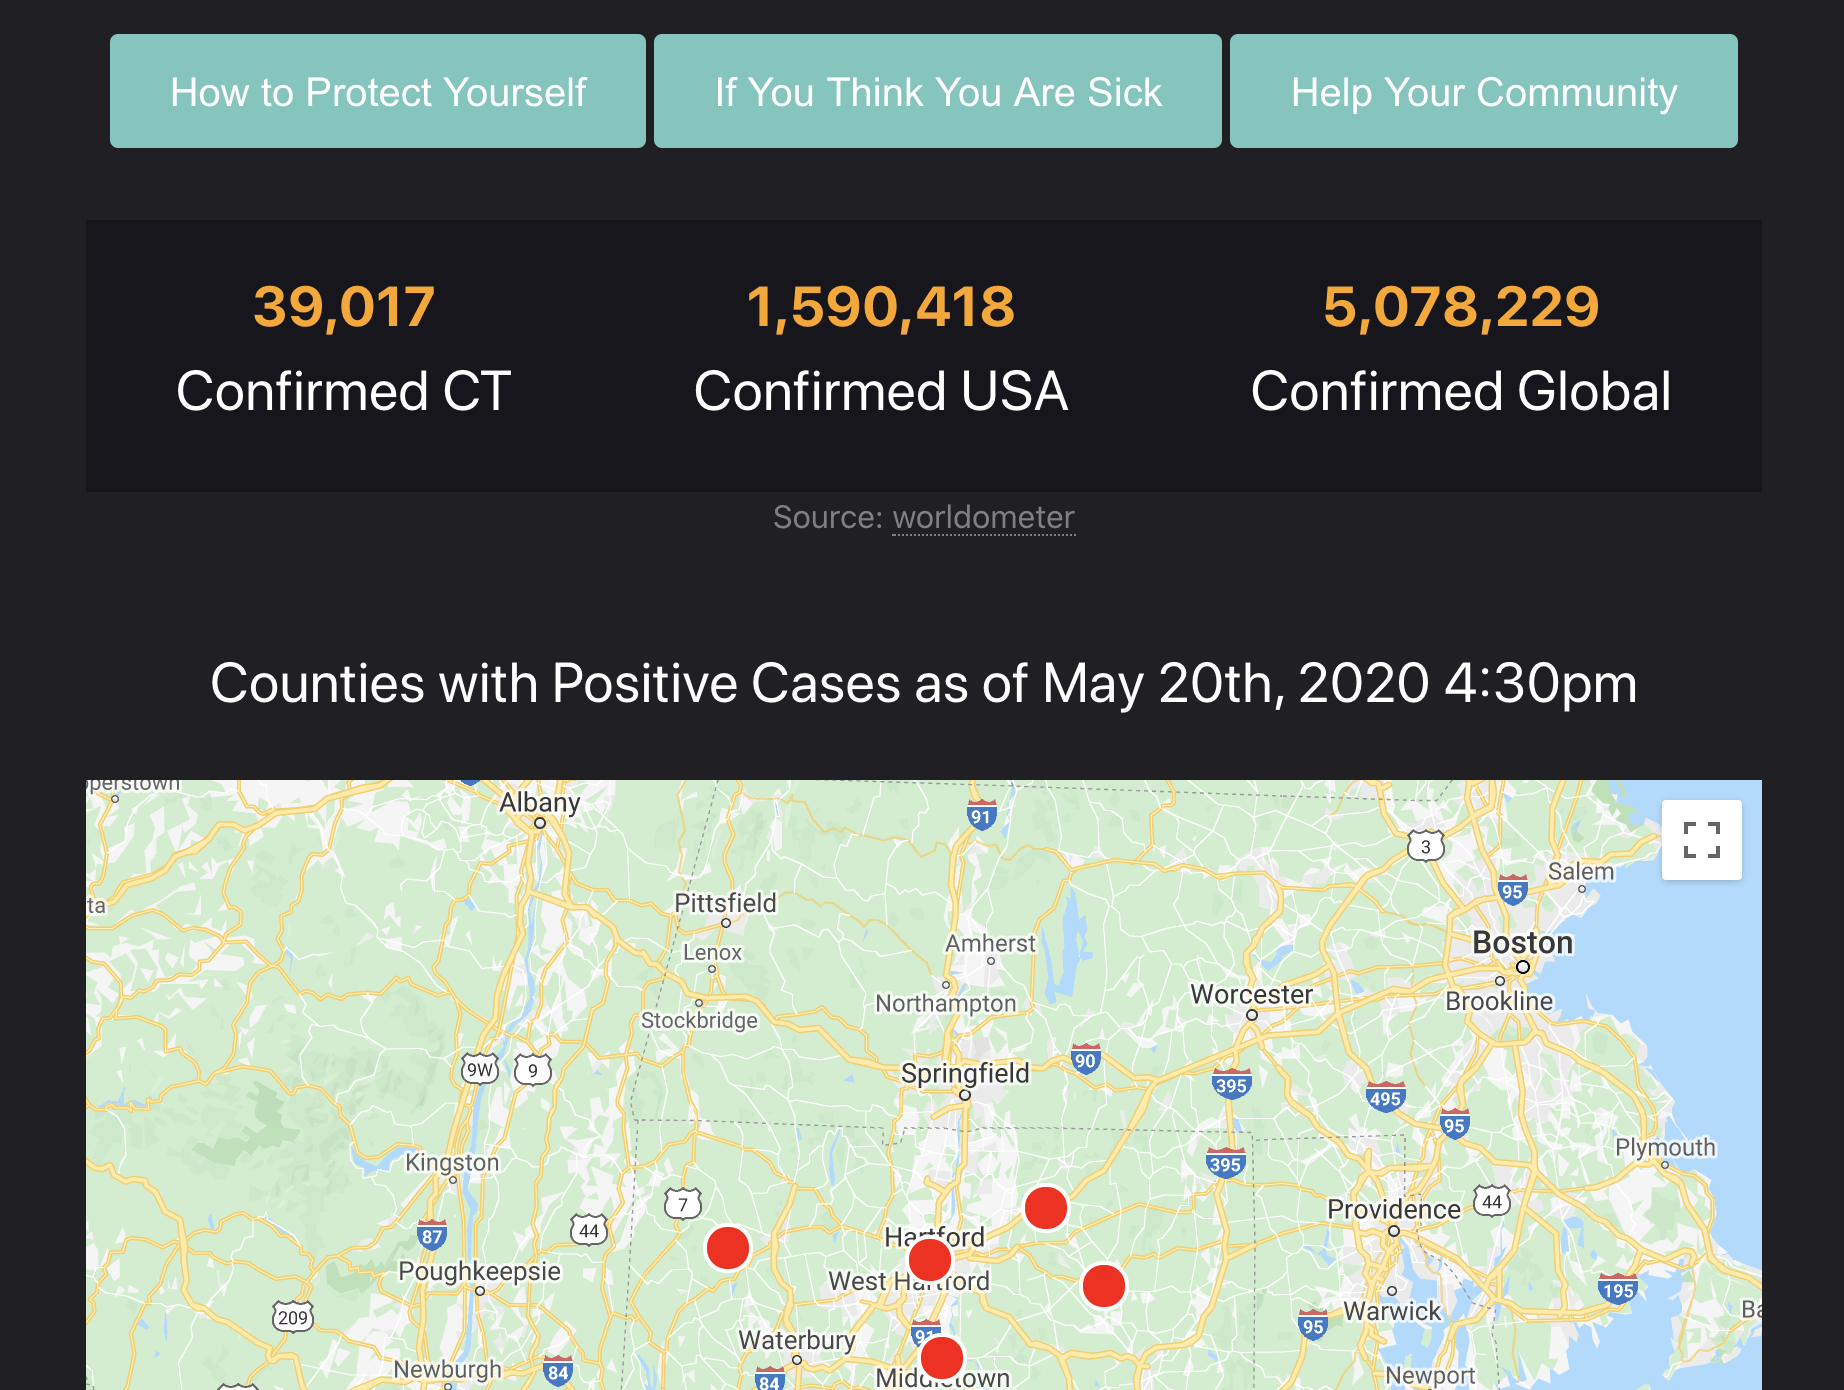 How to Protect Yourself
If You Think You Are Sick
Help Your Community
39,017
1,590,418
5,078,229
Confirmed CT
Confirmed USA
Confirmed Global
Source: worldometer
Counties with Positive Cases as of May 20th, 2020 4:30pm
perstown
Albany
91
3
Salem
95
ta
Pittsfield
Boston
Lenox
Amherst
Worcester
Northampton
Brookline
Stockbridge
9W
9
Springfield
90
395
495
95
Kingston
395
Plymouth
7
44
Providence
44
87
Hartford
West Hartford
Poughkeepsie
195
209
Warwick
Ba
95
Waterbury
91
Newburgh
84
84
Middletown
Newport